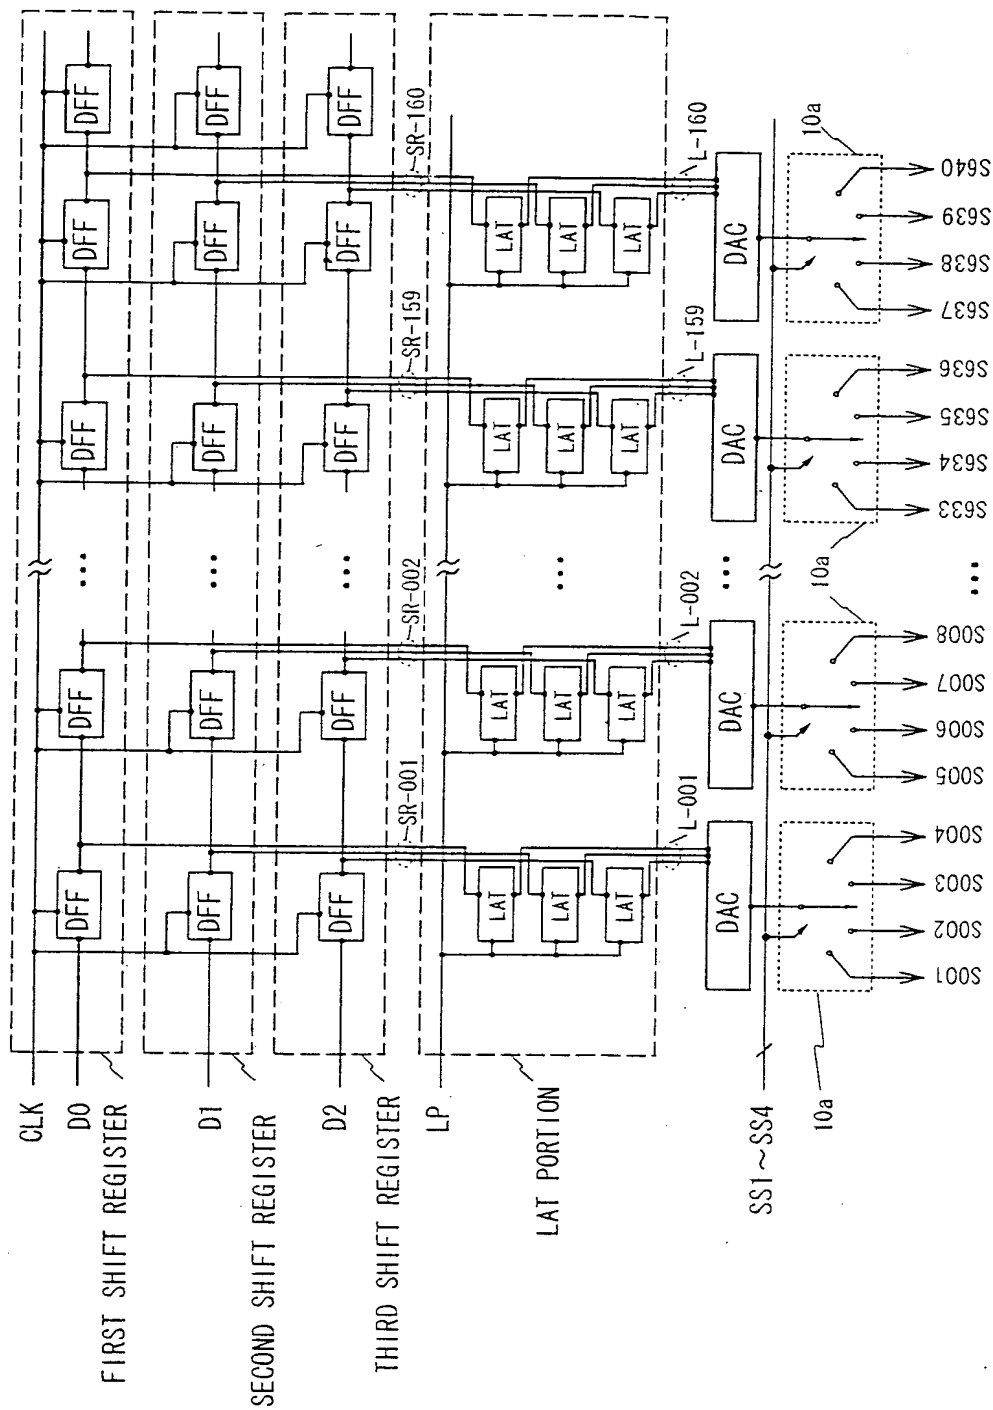 CLK
D0
FIRST SHIFT REGISTER
DFF DFF DFF DFF DFF
D1
SECOND SHIFT REGISTER
DFF DFF DFF DFF DFF
D2
THIRD SHIFT REGISTER
DFF DFF DFF DFF DFF
SR-001 SR-002 SR-159 SR-160
LP
LAT PORTION
LAT LAT LAT LAT
LAT LAT LAT LAT
LAT LAT LAT LAT
L-001 L-002 L-159 L-160
DAC DAC DAC DAC
SS1~SS4
10a 10a 10a
S001 S002 S003 S004 S005 S006 S007 S008 S633 S634 S635 S636 S637 S638 S639 S640